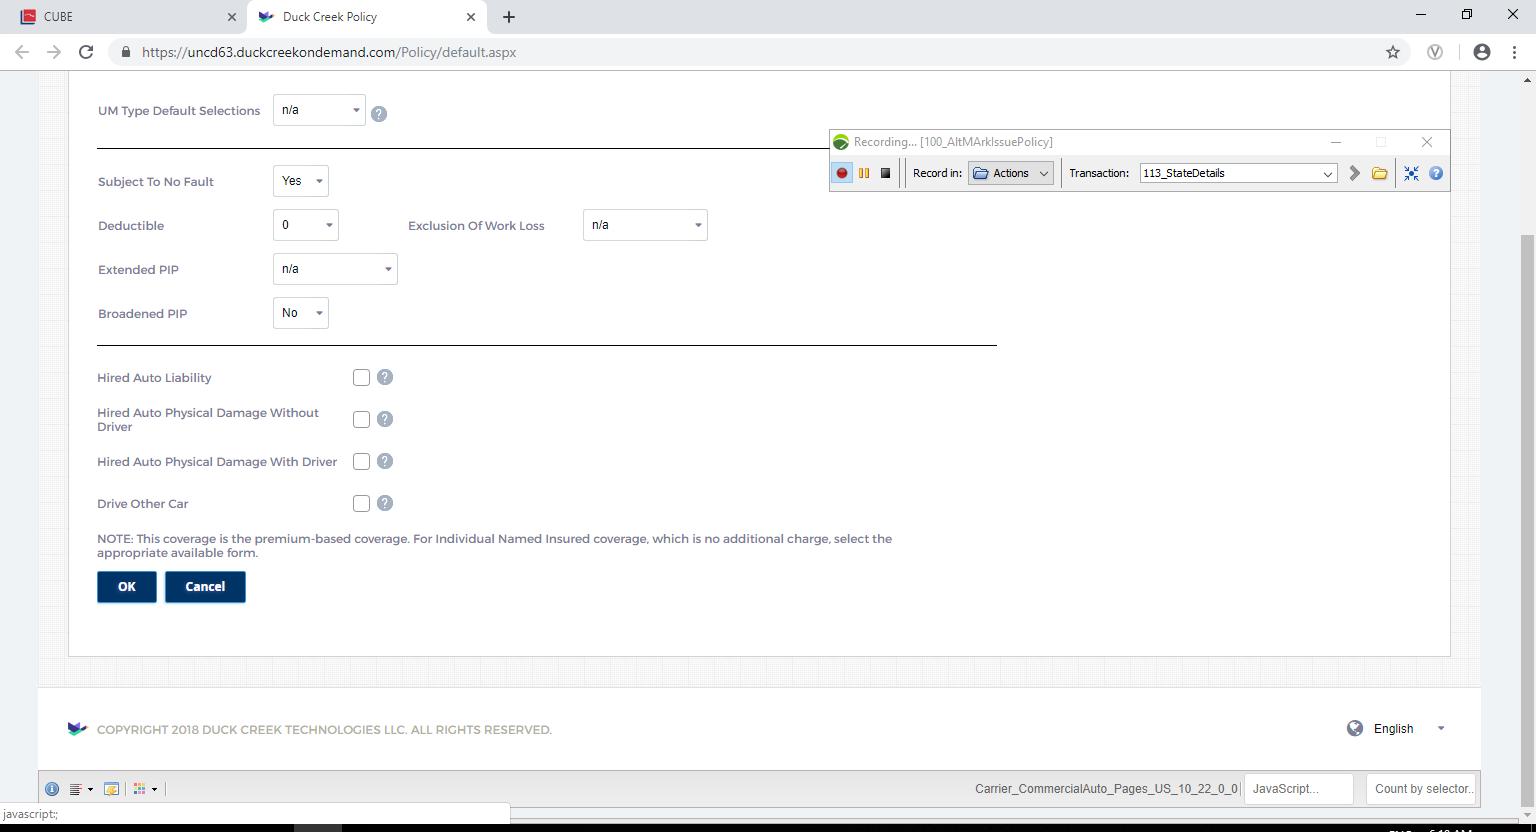 CUBE
Duck Creek Policy
https://uncd63.duckcreekondemand.com/Policy/default.aspx
UM Type Default Selections n/a ?
Recording... [100_AltMArkIssuePolicy]
Record in: Actions Transaction: 113_StateDetails ?
Subject To No Fault Yes
Deductible 0 Exclusion Of Work Loss n/a
Extended PIP n/a
Broadened PIP No
Hired Auto Liability ?
Hired Auto Physical Damage Without
Driver ?
Hired Auto Physical Damage With Driver ?
Drive Other Car ?
NOTE: This coverage is the premium-based coverage. For Individual Named Insured coverage, which is no additional charge, select the
appropriate available form.
OK Cancel
COPYRIGHT 2018 DUCK CREEK TECHNOLOGIES LLC. ALL RIGHTS RESERVED.
English
Carrier_CommercialAuto_Pages_US_10_22_0_0 JavaScript... Count by selector..
javascript:;